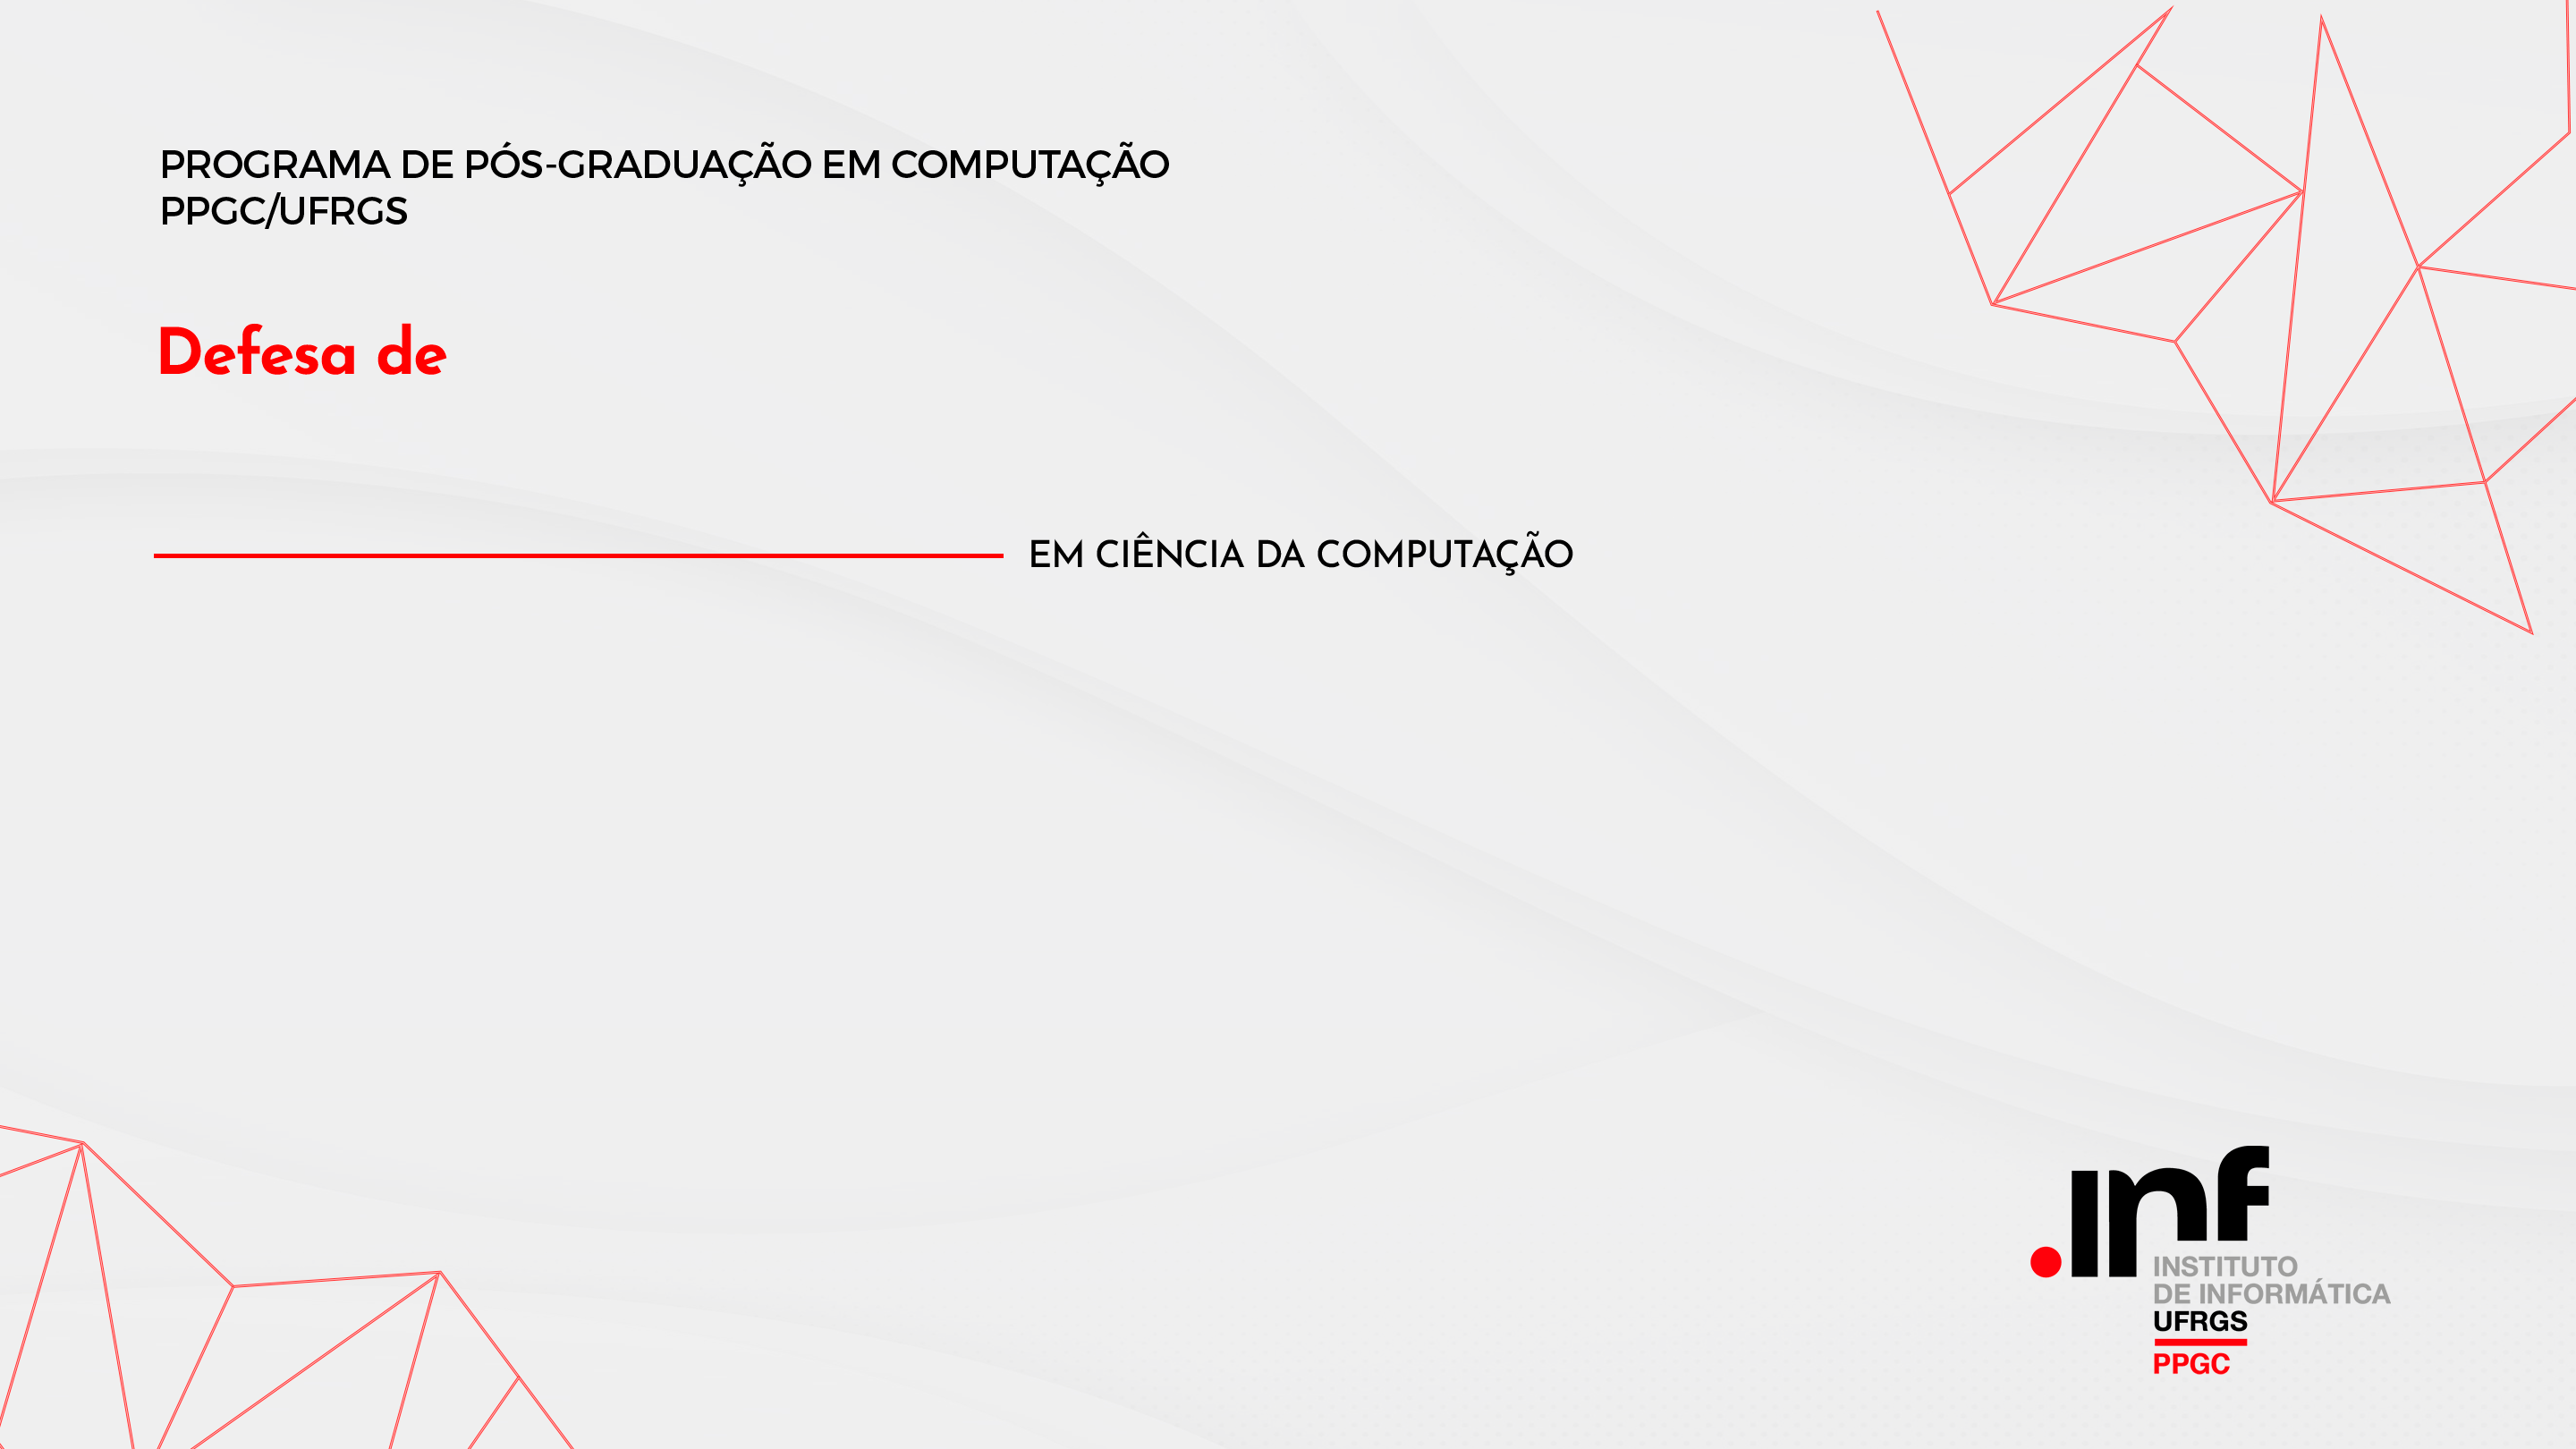 PROGRAMA DE PÓS-GRADUAÇÃO EM COMPUTAÇÃO
PPGC/UFRGS
Defesa de
EM CIÊNCIA DA COMPUTAÇÃO
.inf
INSTITUTO
DE INFORMÁTICA
UFRGS
PPGC